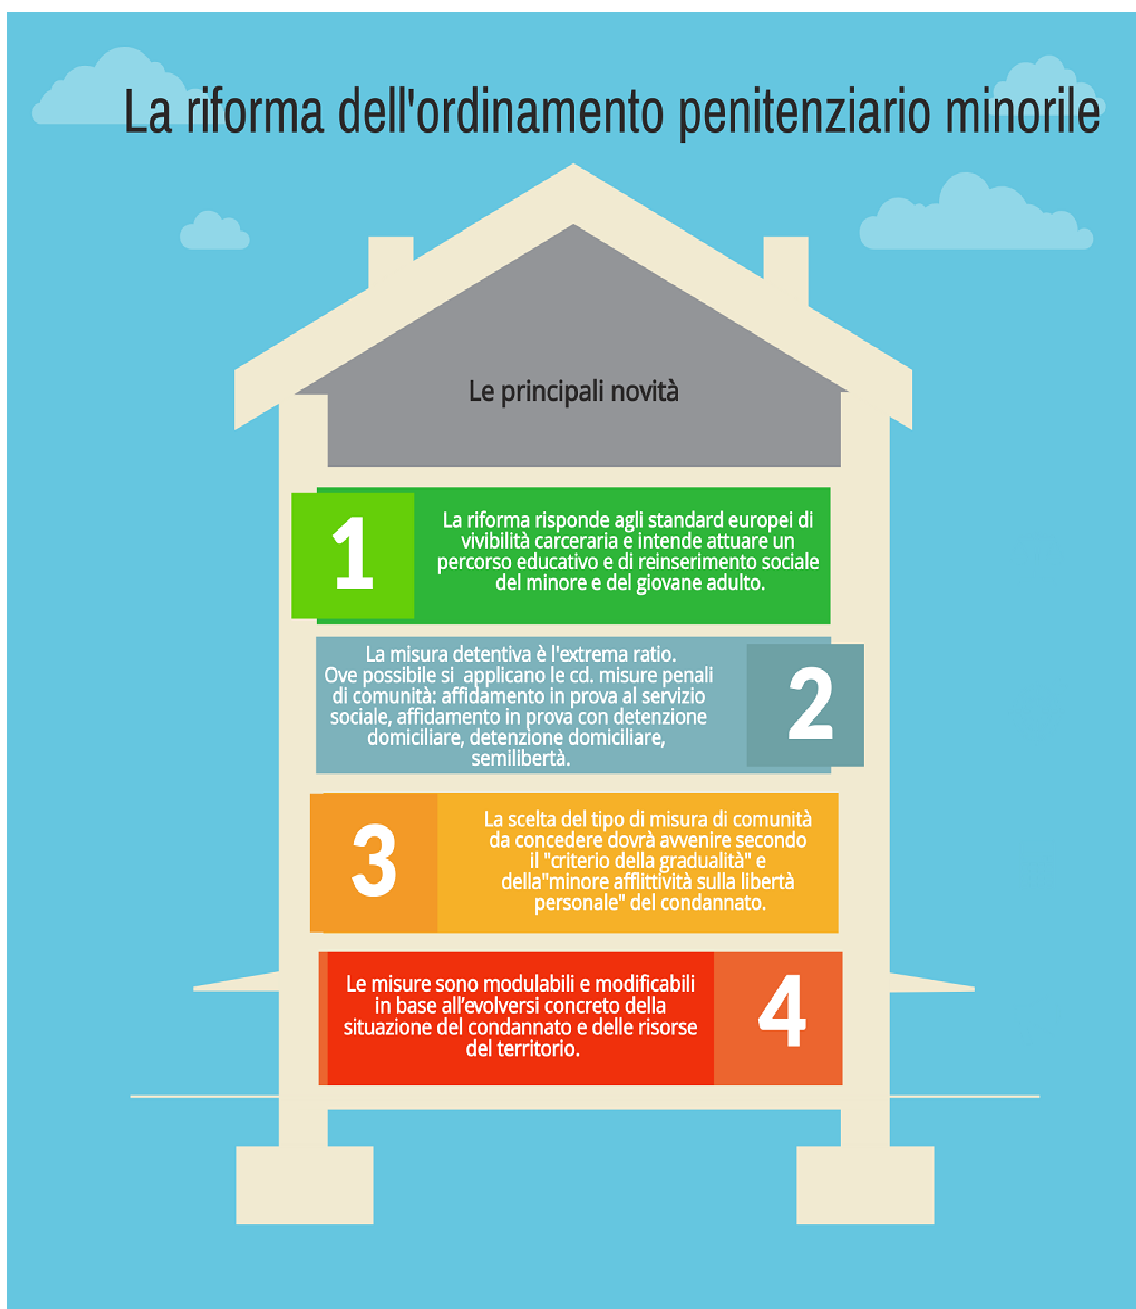 La riforma dell'ordinamento penitenziario minorile
Le principali novità
1
La riforma risponde agli standard europei di
vivibilità carceraria e intende attuare un
percorso educativo e di reinserimento sociale
del minore e del giovane adulto.
La misura detentiva è l'extrema ratio.
Ove possibile si  applicano le cd. misure penali
di comunità: affidamento in prova al servizio
sociale, affidamento in prova con detenzione
domiciliare, detenzione domiciliare,
semilibertà.
2
3
La scelta del tipo di misura di comunità
da concedere dovrà avvenire secondo
il "criterio della gradualità" e
della"minore afflittività sulla libertà
personale" del condannato.
Le misure sono modulabili e modificabili
in base all’evolversi concreto della
situazione del condannato e delle risorse
del territorio.
4